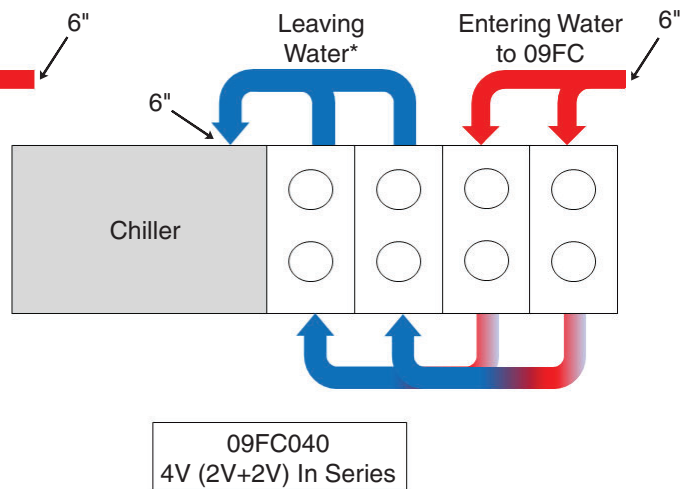 6"
Leaving
Water*
Entering Water
to 09FC
6"
6"
Chiller
09FC040
4V (2V+2V) In Series